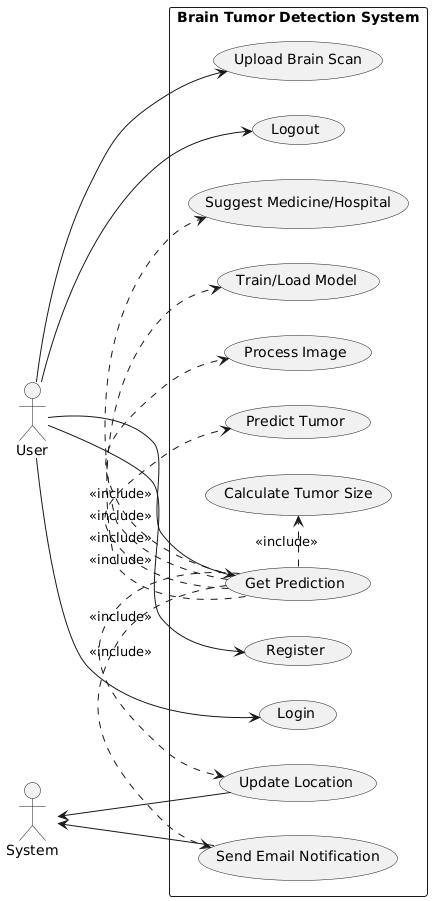 Brain Tumor Detection System
Upload Brain Scan
Logout
Suggest Medicine/Hospital
Train/Load Model
Process Image
Predict Tumor
User
Calculate Tumor Size
«include»
«include»
«include»
«include»
«include»
Get Prediction
«include»
«include»
Register
Login
Update Location
System
Send Email Notification